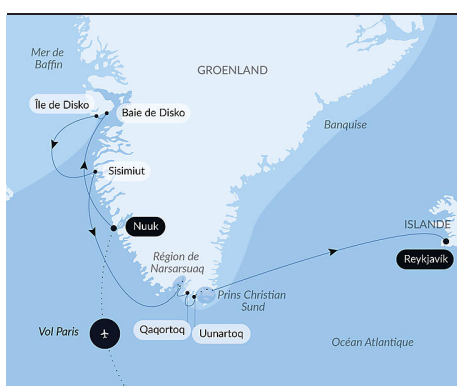 Mer de
Baffin
GROENLAND
Île de Disko
Baie de Disko
Banquise
Sisimiut
Nuuk
ISLANDE
Reykjavík
Région de
Narsarsuaq
Prins Christian
Sund
Qaqortoq
Uunartoq
Vol Paris
Océan Atlantique